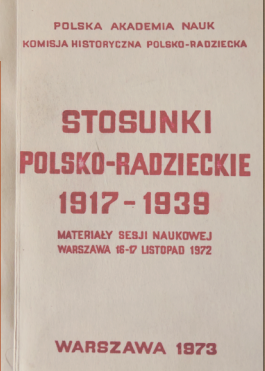 POLSKA AKADEMIA NAUK
KOMISJA HISTORYCZNA POLSKO-RADZIECKA
STOSUNKI
POLSKO-RADZIECKIE
1917-1939
MATERIAŁY SESJI NAUKOWEJ
WARSZAWA 16-17 LISTOPAD 1972
WARSZAWA 1973